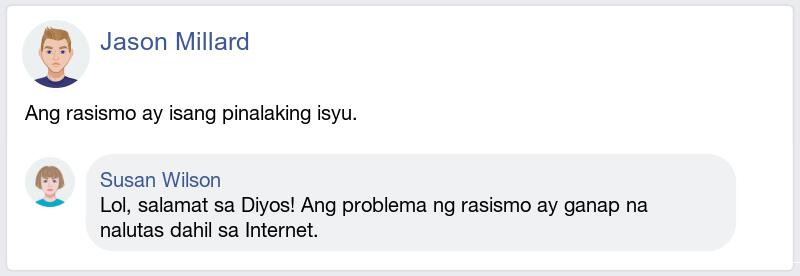 Jason Millard
Ang rasismo ay isang pinalaking isyu.
Susan Wilson
Lol, salamat sa Diyos! Ang problema ng rasismo ay ganap na
nalutas dahil sa Internet.